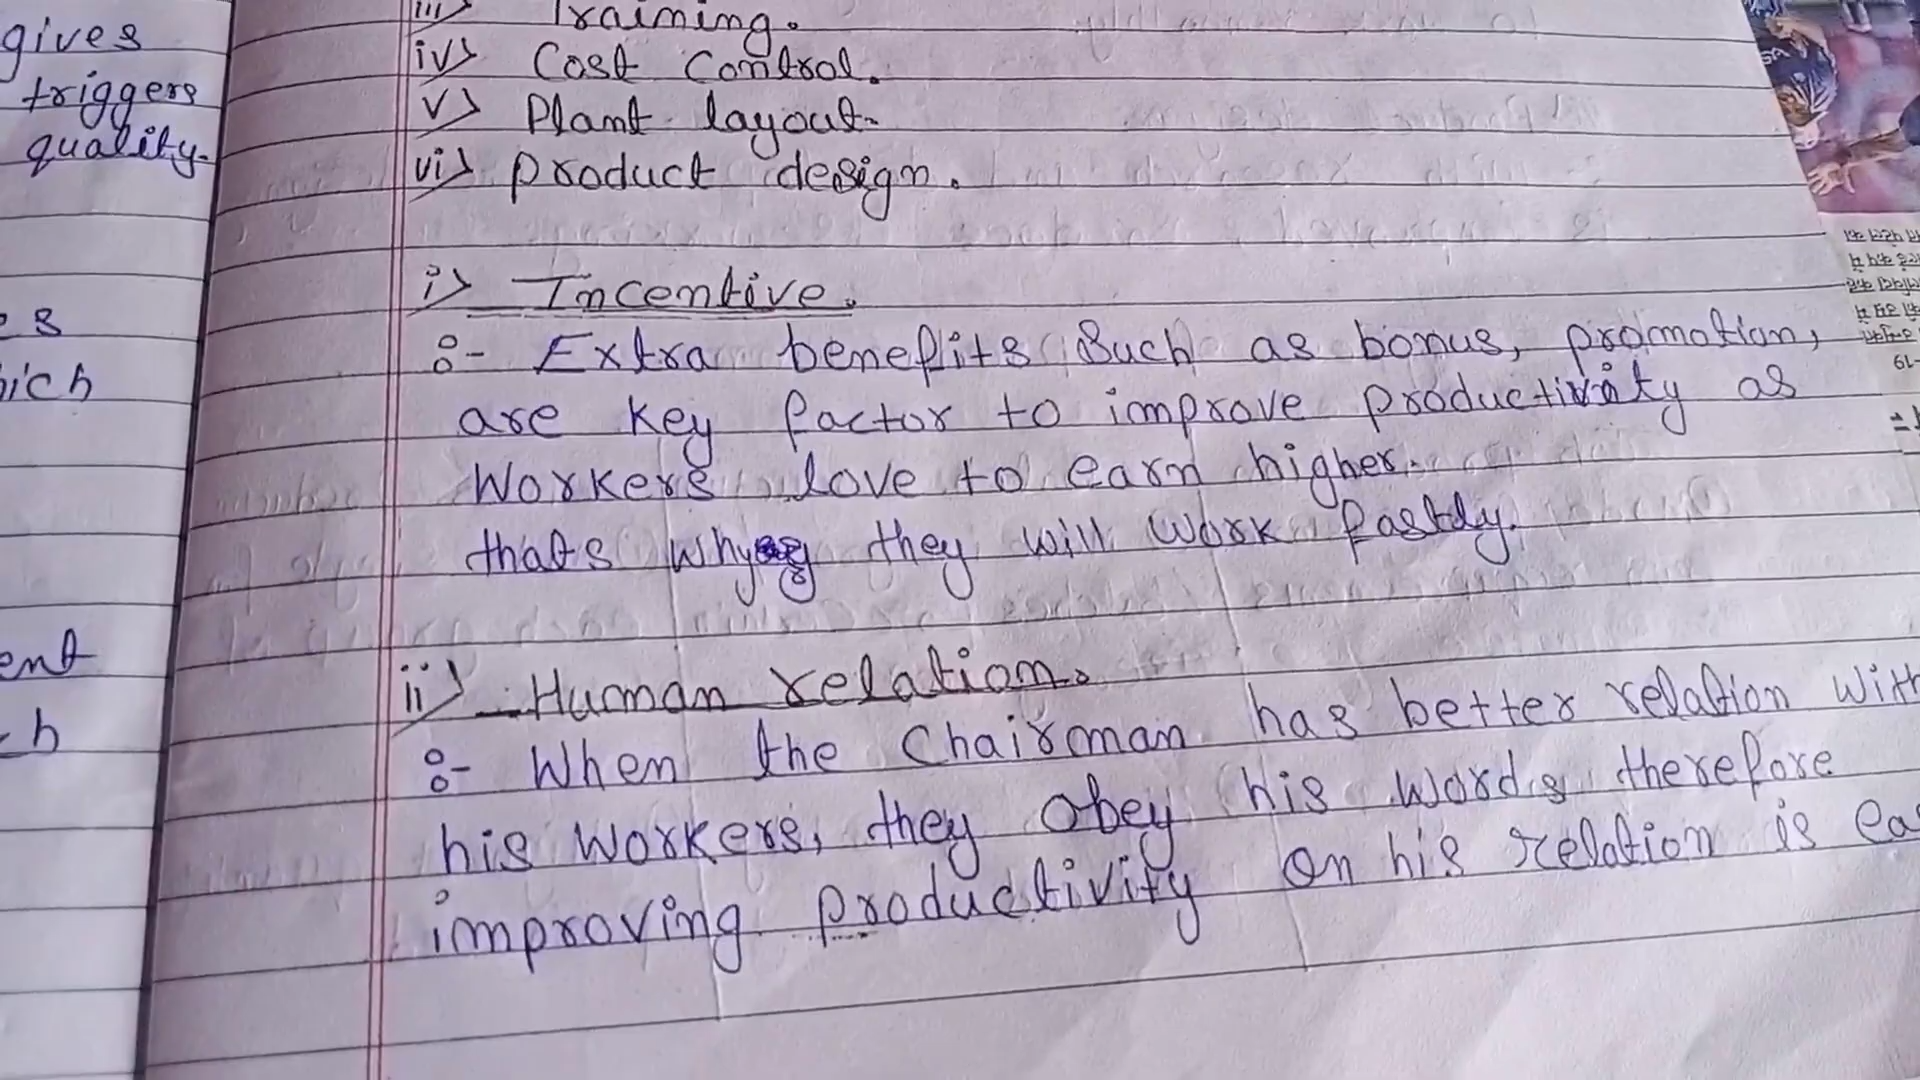 gives
triggers
quality.
ent
iii> Training.
iv> Cost Control.
v> Plant layout-
vi> product design.
i> Incentive.
:- Extra benefits Such as bonus, promotion,
are key factor to improve productivity as
workers love to earn higher.
thats why they will work fastly.
ii> Human relation.
:- When the Chairman has better relation with
his workers, they obey his words, therefore
improving productivity on his relation is